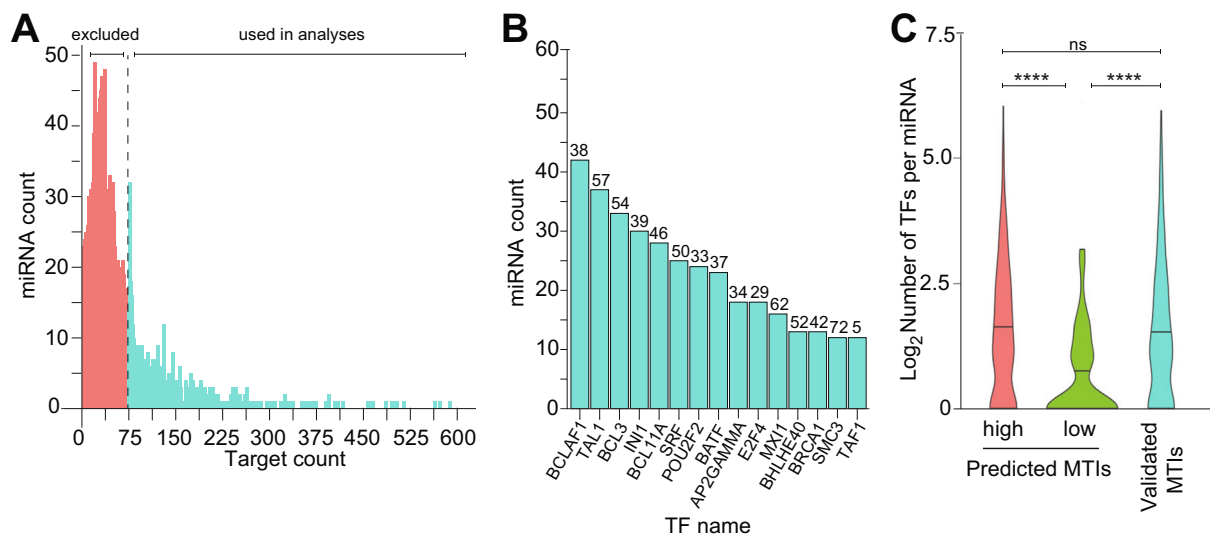 A
excluded
used in analyses
50
40
30
20
10
0
miRNA count
0 75 150 225 300 375 450 525 600
Target count
B
60
50
40
30
20
10
0
miRNA count
38 57 54 39 46 50 33 37 34 29 62 52 42 72 5
BCLAF1 TAL1 BCL3 INI1 BCL11A SRF POU2F2 BATF AP2GAMMA E2F4 MXI1 BHLHE40 BRCA1 SMC3 TAF1
TF name
C
7.5
5.0
2.5
0
Log2 Number of TFs per miRNA
ns
**** ****
high low
Predicted MTIs
Validated
MTIs